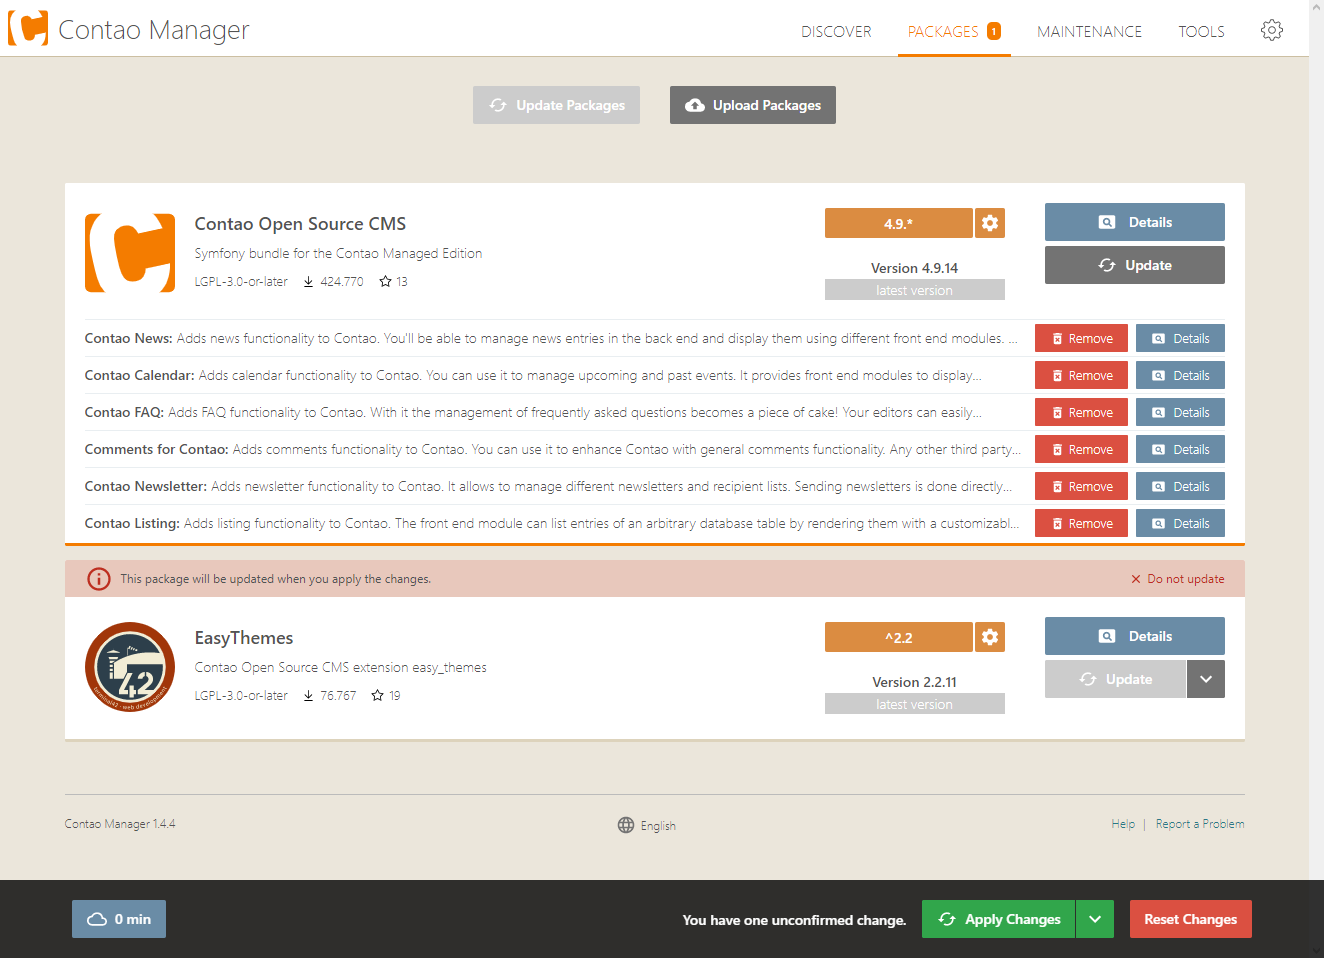 Contao Manager
DISCOVER
PACKAGES 1
MAINTENANCE
TOOLS
Update Packages
Upload Packages
Contao Open Source CMS
Symfony bundle for the Contao Managed Edition
LGPL-3.0-or-later 424.770 13
4.9.*
Version 4.9.14
latest version
Details
Update
Contao News: Adds news functionality to Contao. You'll be able to manage news entries in the back end and display them using different front end modules. ...
Remove
Details
Contao Calendar: Adds calendar functionality to Contao. You can use it to manage upcoming and past events. It provides front end modules to display...
Remove
Details
Contao FAQ: Adds FAQ functionality to Contao. With it the management of frequently asked questions becomes a piece of cake! Your editors can easily...
Remove
Details
Comments for Contao: Adds comments functionality to Contao. You can use it to enhance Contao with general comments functionality. Any other third party...
Remove
Details
Contao Newsletter: Adds newsletter functionality to Contao. It allows to manage different newsletters and recipient lists. Sending newsletters is done directly...
Remove
Details
Contao Listing: Adds listing functionality to Contao. The front end module can list entries of an arbitrary database table by rendering them with a customizabl...
Remove
Details
This package will be updated when you apply the changes.
Do not update
42
terminal42 · web development
EasyThemes
Contao Open Source CMS extension easy_themes
LGPL-3.0-or-later 76.767 19
^2.2
Version 2.2.11
latest version
Details
Update
Contao Manager 1.4.4
English
Help | Report a Problem
0 min
You have one unconfirmed change.
Apply Changes
Reset Changes